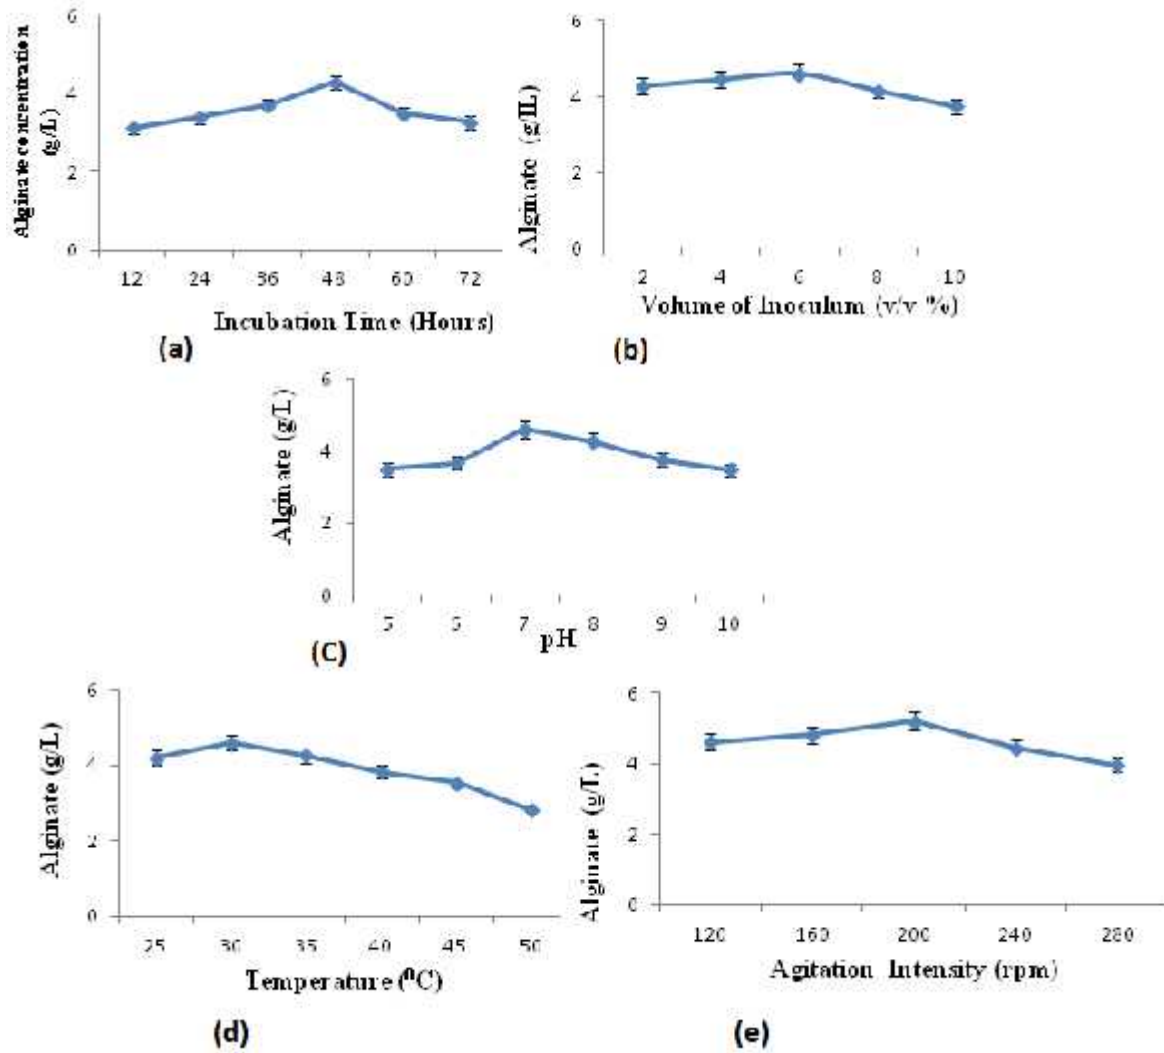 6
4
2
0
Alginate concentration
(g/L)
12 24 36 48 60 72
Incubation Time (Hours)
(a)
6
4
2
0
Alginate (g/IL)
2 4 6 8 10
Volume of Inoculum (v/v %)
(b)
6
4
2
0
Alginate (g/L)
5 6 7 8 9 10
pH
(C)
6
4
2
0
Alginate (g/L)
25 30 35 40 45 50
Temperature (⁰C)
(d)
6
4
2
0
Alginate (g/L)
120 160 200 240 280
Agitation Intensity (rpm)
(e)